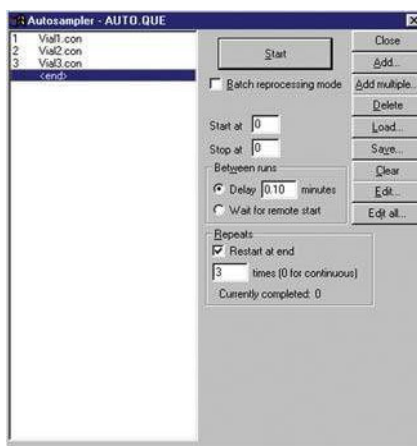 Autosampler - AUTO.QUE
1 Vial1.con
2 Vial2.con
3 Vial3.con
<end>
Start
Batch reprocessing mode
Start at 0
Stop at 0
Between runs
Delay 0.10 minutes
Wait for remote start
Repeats
Restart at end
3 times (0 for continuous)
Currently completed: 0
Close
Add...
Add multiple...
Delete
Load...
Save...
Clear
Edit...
Edit all...